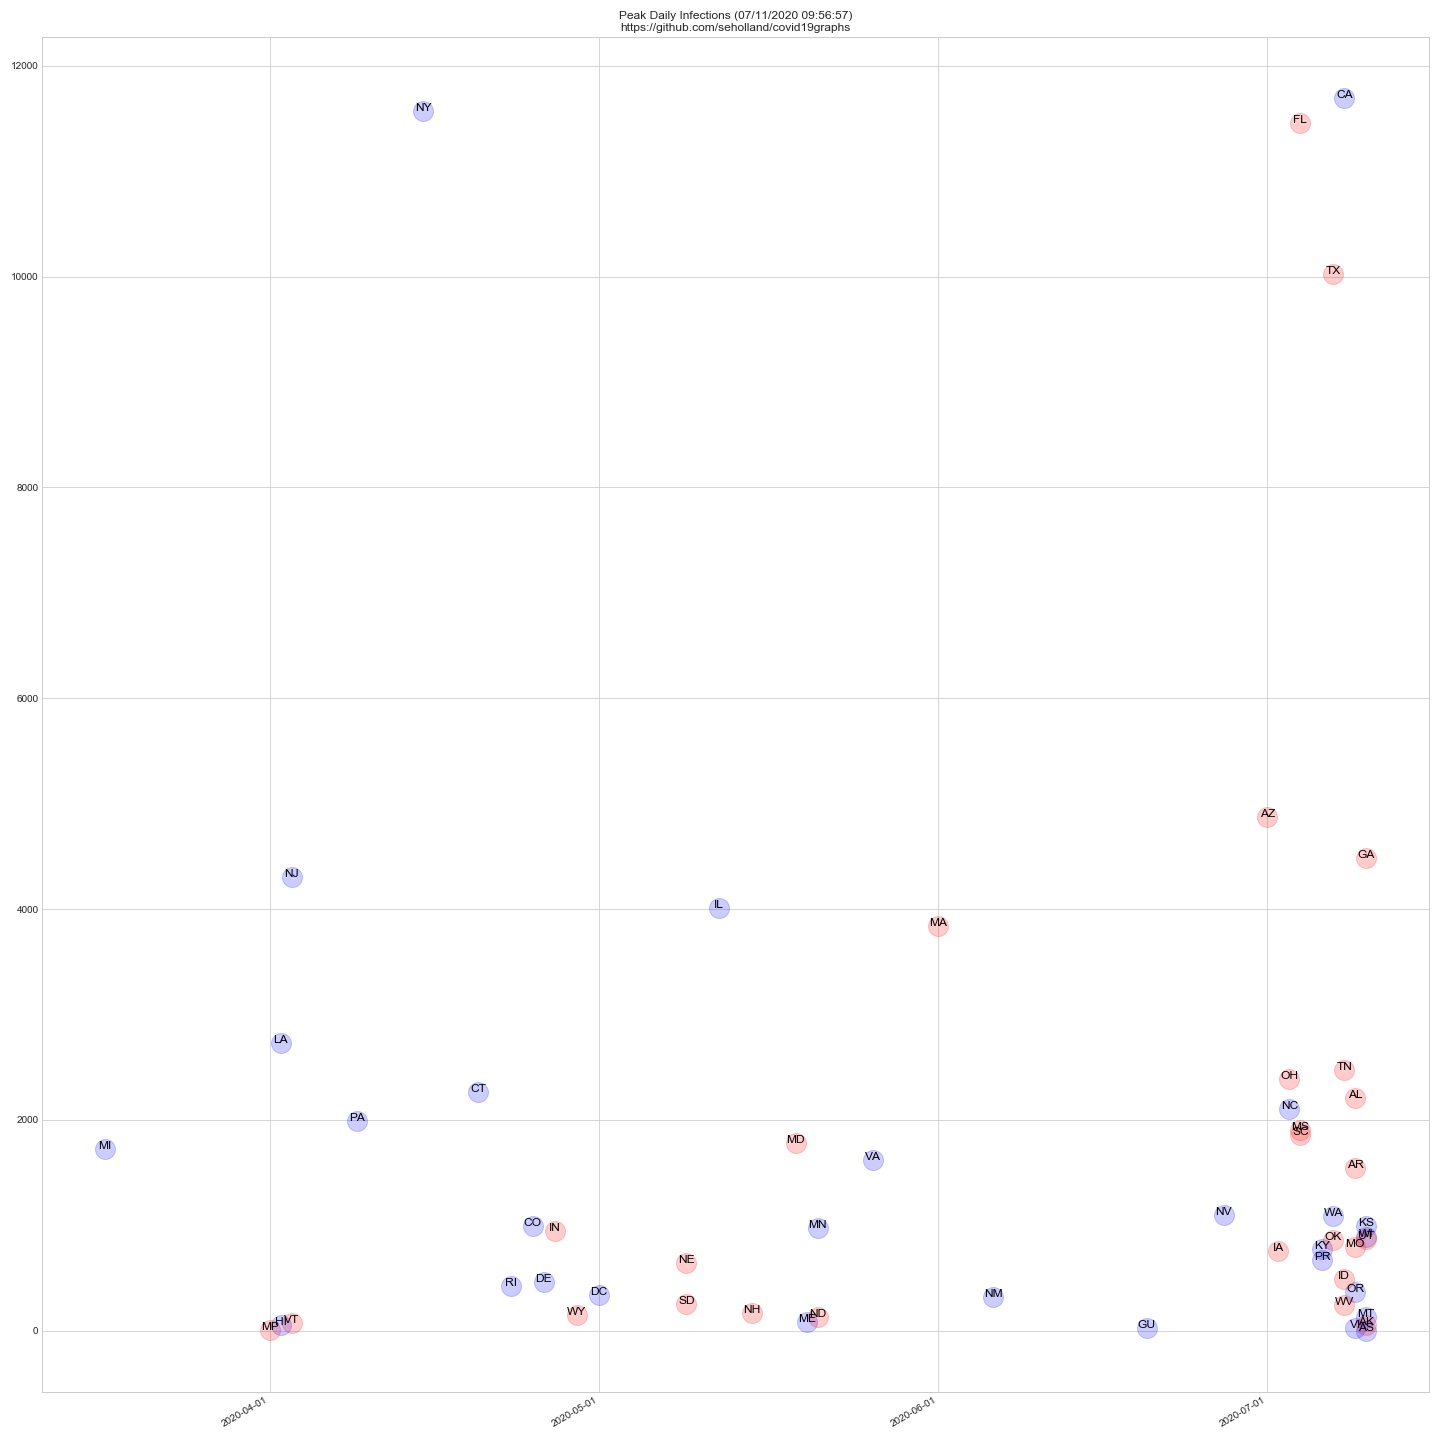 Peak Daily Infections (07/11/2020 09:56:57)
https://github.com/seholland/covid19graphs
12000
10000
8000
6000
4000
2000
0
NY
CA
FL
TX
AZ
GA
NJ
IL
MA
LA
CT
PA
MI
TN
OH
NC
AL
MS
SC
MD
VA
AR
CO
IN
MN
NV
WA
KS
UT
OK
KY
MO
IA
PR
NE
RI
DE
DC
ID
OR
SD
NM
WY
NH
ME
ND
WV
MT
AK
MP
HI
VT
GU
VI
AS
2020-04-01
2020-05-01
2020-06-01
2020-07-01